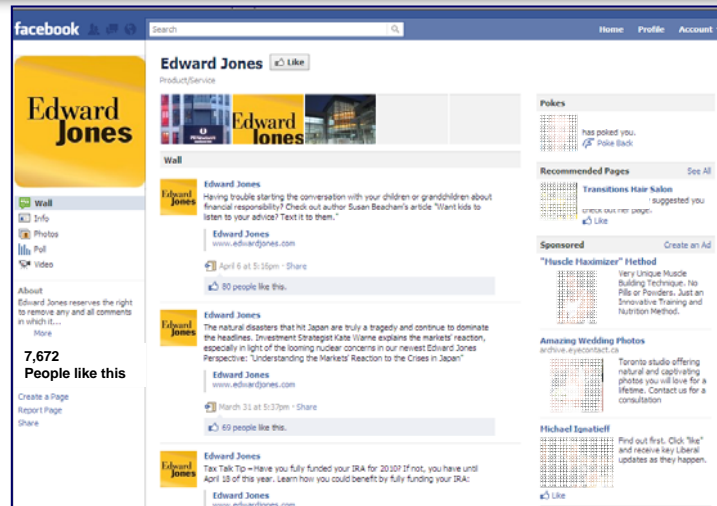 facebook
Search
Home Profile Account
Edward
Jones
Edward Jones Like
Product/Service
Edward
Jones
Wall
Wall
Info
Photos
Poll
Video
About
Edward Jones reserves the right
to remove any and all comments
in which it...
More
7,672
People like this
Create a Page
Report Page
Share
Edward
Jones
Edward Jones
Having trouble starting the conversation with your children or grandchildren about
financial responsibility? Check out author Susan Beacham's article "Want kids to
listen to your advice? Text it to them."
Edward Jones
www.edwardjones.com
April 6 at 5:16pm · Share
80 people like this.
Edward
Jones
Edward Jones
The natural disasters that hit Japan are truly a tragedy and continue to dominate
the headlines. Investment Strategist Kate Warne explains the markets' reaction,
especially in light of the looming nuclear concerns in our newest Edward Jones
Perspective: "Understanding the Markets' Reaction to the Crises in Japan"
Edward Jones
www.edwardjones.com
March 31 at 5:37pm · Share
69 people like this.
Edward
Jones
Edward Jones
Tax Talk Tip – Have you fully funded your IRA for 2010? If not, you have until
April 18 of this year. Learn how you could benefit by fully funding your IRA:
Edward Jones
www.edwardjones.com
Pokes
has poked you.
Poke Back
Recommended Pages See All
Transitions Hair Salon
suggested you
check out her page.
Like
Sponsored Create an Ad
"Muscle Maximizer" Method
Very Unique Muscle
Building Technique. No
Pills or Powders. Just an
Innovative Training and
Nutrition Method.
Amazing Wedding Photos
archive.eyecontact.ca
Toronto studio offering
natural and captivating
photos you will love for a
lifetime. Contact us for a
consultation
Michael Ignatieff
Find out first. Click "like"
and receive key Liberal
updates as they happen.
Like